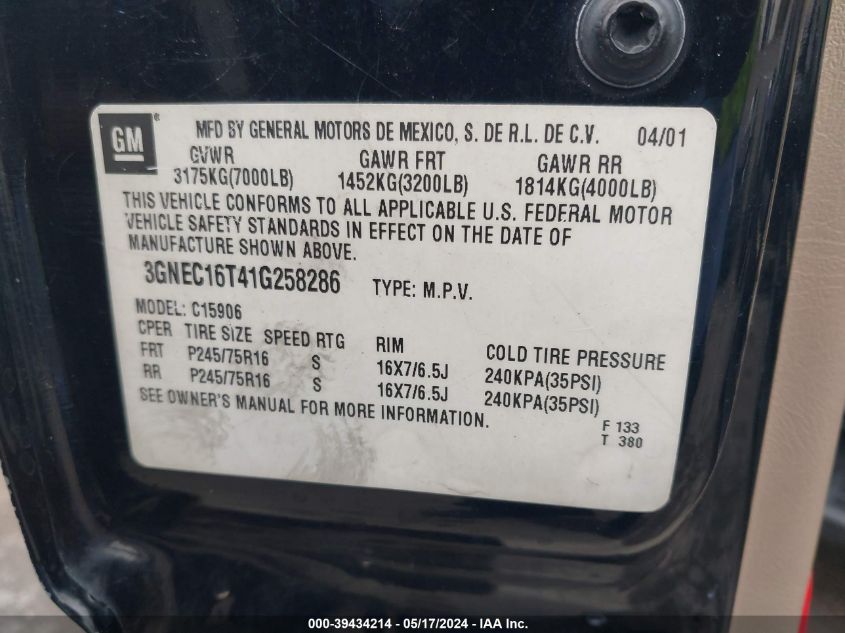 GM ®
MFD BY GENERAL MOTORS DE MEXICO, S. DE R.L. DE C.V. 04/01
GVWR GAWR FRT GAWR RR
3175KG(7000LB) 1452KG(3200LB) 1814KG(4000LB)
THIS VEHICLE CONFORMS TO ALL APPLICABLE U.S. FEDERAL MOTOR
VEHICLE SAFETY STANDARDS IN EFFECT ON THE DATE OF
MANUFACTURE SHOWN ABOVE.
3GNEC16T41G258286 TYPE: M.P.V.
MODEL: C15906
CPER TIRE SIZE SPEED RTG RIM COLD TIRE PRESSURE
FRT P245/75R16 S 16X7/6.5J 240KPA(35PSI)
RR P245/75R16 S 16X7/6.5J 240KPA(35PSI)
SEE OWNER'S MANUAL FOR MORE INFORMATION.
F 133
T 380
000-39434214 - 05/17/2024 - IAA Inc.